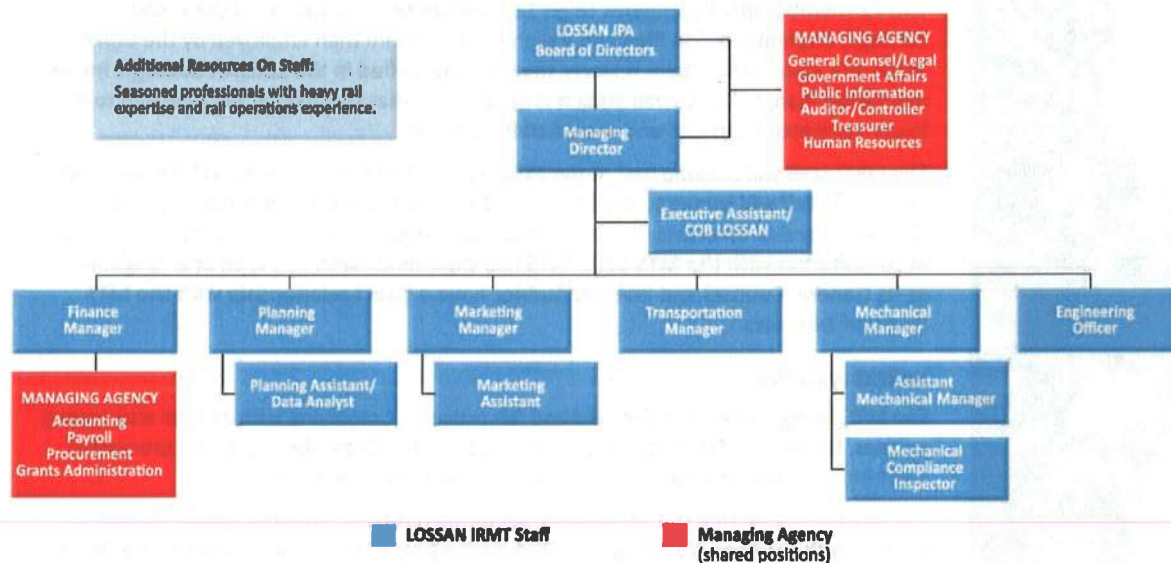 LOSSAN JPA
Board of Directors
Additional Resources On Staff:
Seasoned professionals with heavy rail
expertise and rail operations experience.
MANAGING AGENCY
General Counsel/Legal
Government Affairs
Public Information
Auditor/Controller
Treasurer
Human Resources
Managing
Director
Executive Assistant/
COB LOSSAN
Finance
Manager
Planning
Manager
Marketing
Manager
Transportation
Manager
Mechanical
Manager
Engineering
Officer
MANAGING AGENCY
Accounting
Payroll
Procurement
Grants Administration
Planning Assistant/
Data Analyst
Marketing
Assistant
Assistant
Mechanical Manager
Mechanical
Compliance
Inspector
LOSSAN IRMT Staff
Managing Agency
(shared positions)